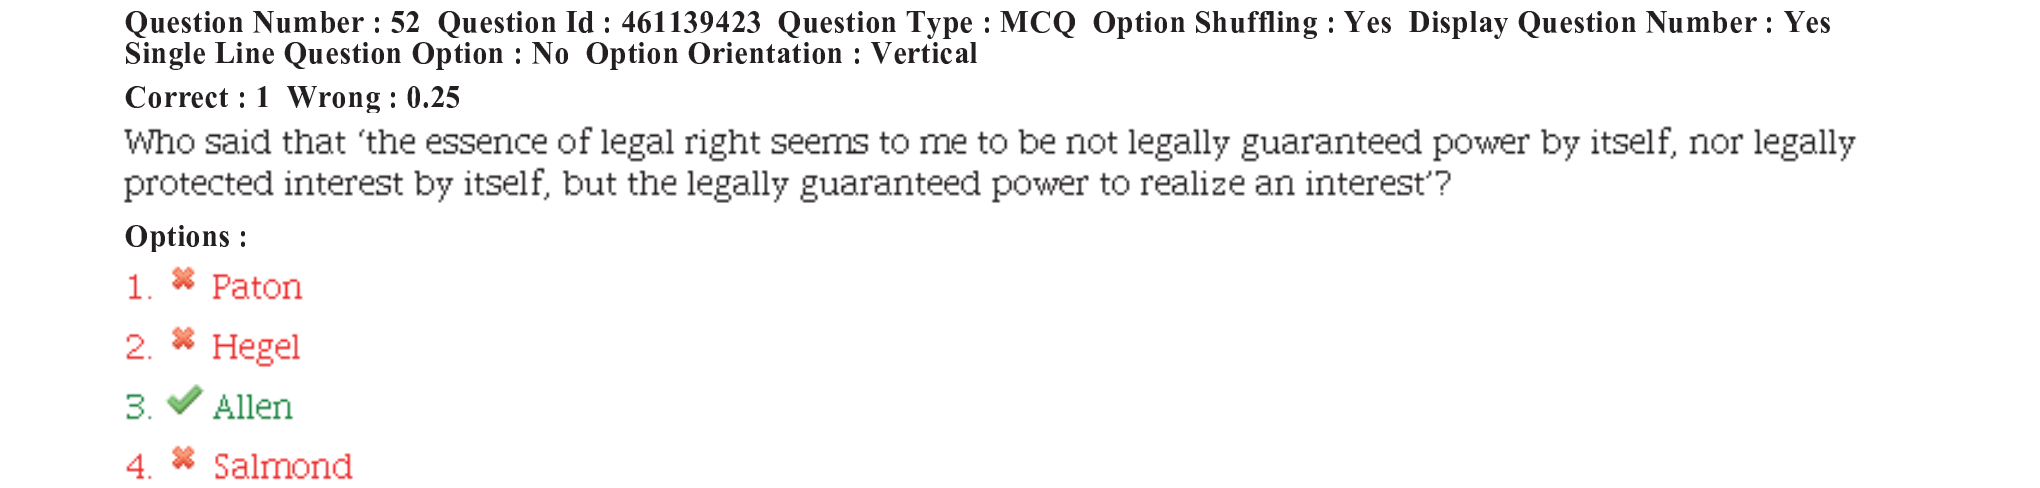 Question Number : 52 Question Id : 461139423 Question Type : MCQ Option Shuffling : Yes Display Question Number : Yes
Single Line Question Option : No Option Orientation : Vertical
Correct : 1 Wrong : 0.25
Who said that ‘the essence of legal right seems to me to be not legally guaranteed power by itself, nor legally
protected interest by itself, but the legally guaranteed power to realize an interest’?
Options :
1. Paton
2. Hegel
3. Allen
4. Salmond